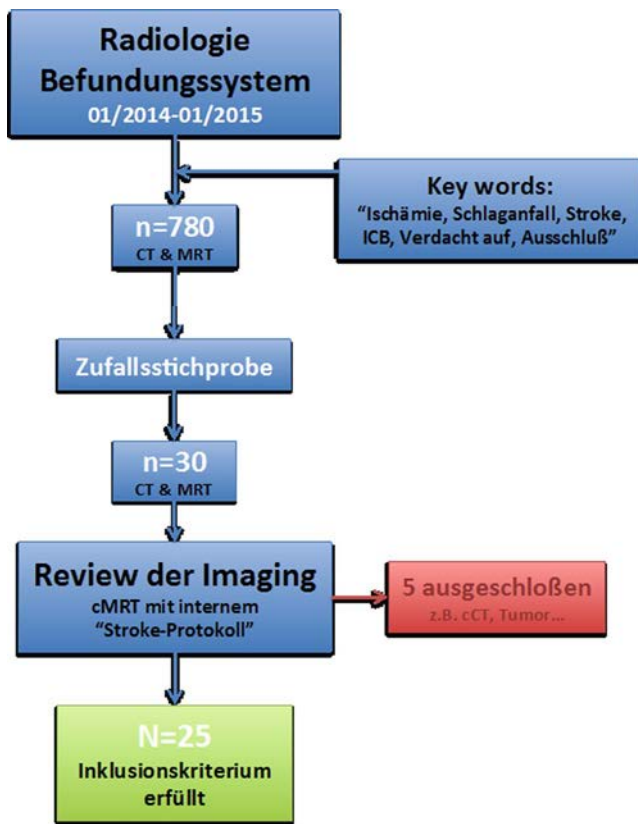 Radiologie
Befundungssystem
01/2014-01/2015
Key words:
“Ischämie, Schlaganfall, Stroke,
ICB, Verdacht auf, Ausschluß”
n=780
CT & MRT
Zufallsstichprobe
n=30
CT & MRT
Review der Imaging
cMRT mit internem
“Stroke-Protokoll”
5 ausgeschloßen
z.B. cCT, Tumor...
N=25
Inklusionskriterium
erfüllt